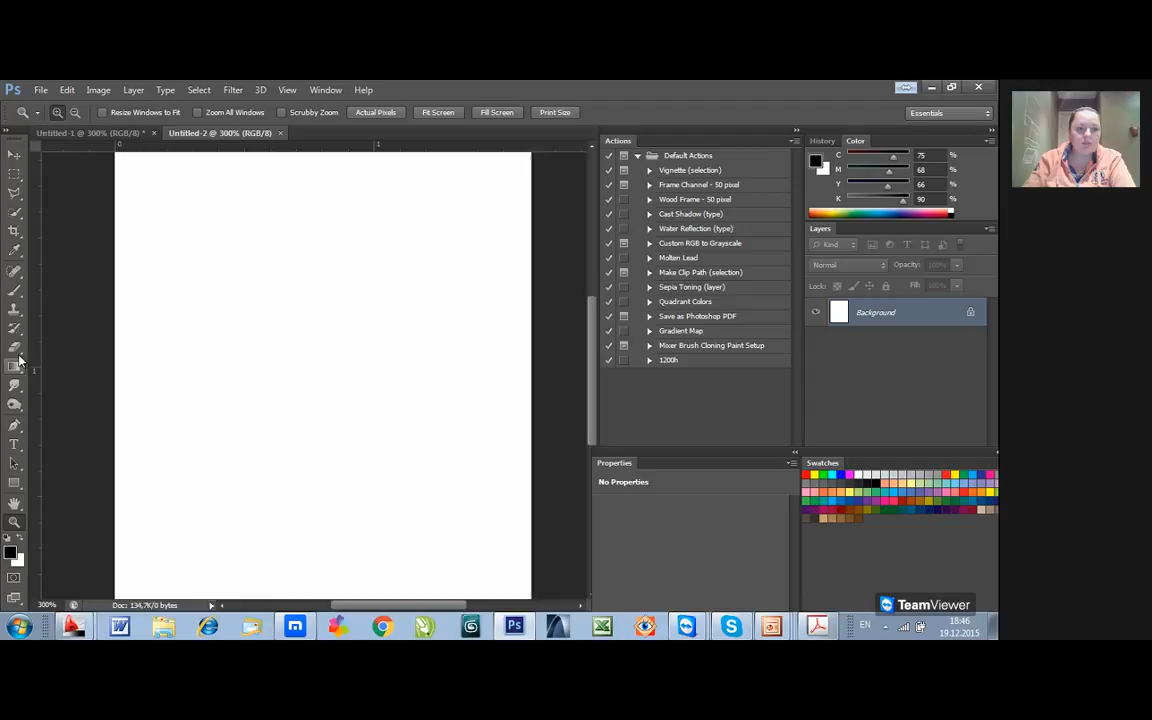 Ps File Edit Image Layer Type Select Filter 3D View Window Help
Resize Windows to Fit Zoom All Windows Scrubby Zoom Actual Pixels Fit Screen Fill Screen Print Size Essentials
Untitled-1 @ 300% (RGB/8) * × Untitled-2 @ 300% (RGB/8) ×
0 1
1
Actions
Default Actions
Vignette (selection)
Frame Channel - 50 pixel
Wood Frame - 50 pixel
Cast Shadow (type)
Water Reflection (type)
Custom RGB to Grayscale
Molten Lead
Make Clip Path (selection)
Sepia Toning (layer)
Quadrant Colors
Save as Photoshop PDF
Gradient Map
Mixer Brush Cloning Paint Setup
1200h
Properties
No Properties
History Color
C 75 %
M 68 %
Y 66 %
K 90 %
Layers
Kind
Normal Opacity: 100%
Lock: Fill: 100%
Background
Swatches
300% Doc: 134,7K/0 bytes
TeamViewer
EN 18:46
19.12.2015